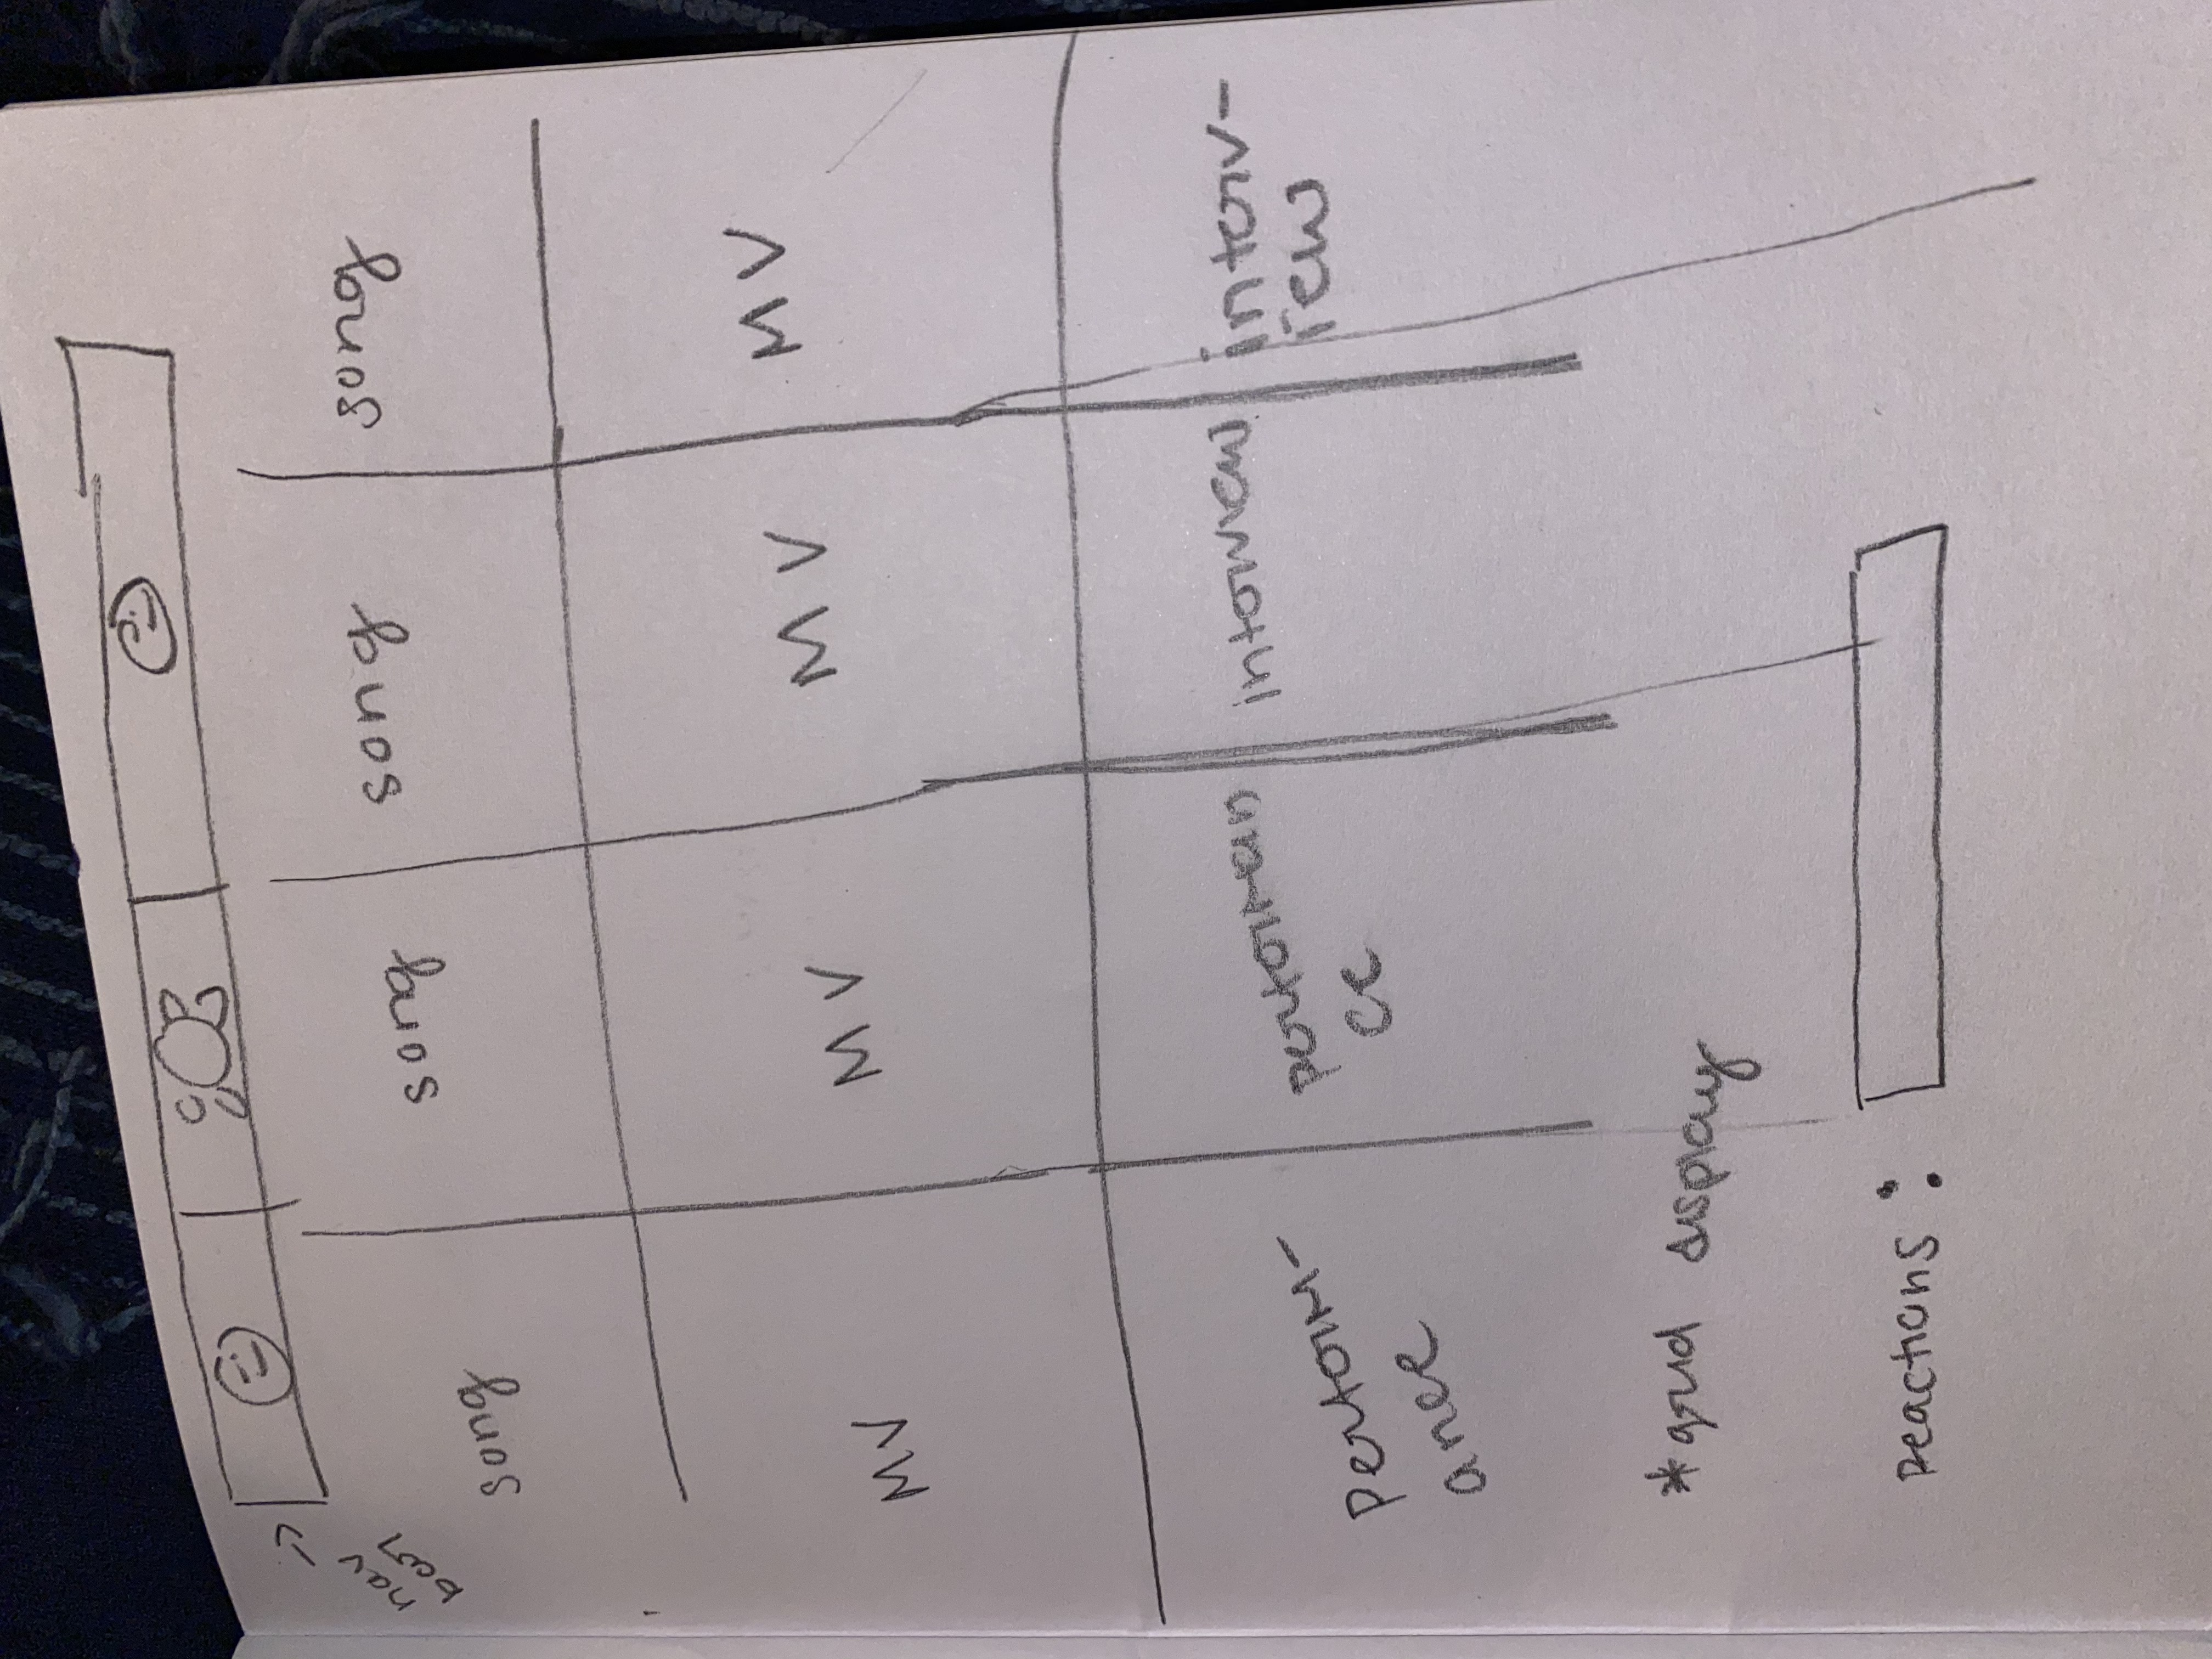 nav →
bar
song
song
song
song
MV
MV
MV
MV
Perform-
ance
performan
ce
interview
interv-
iew
*grid display
Reactions :